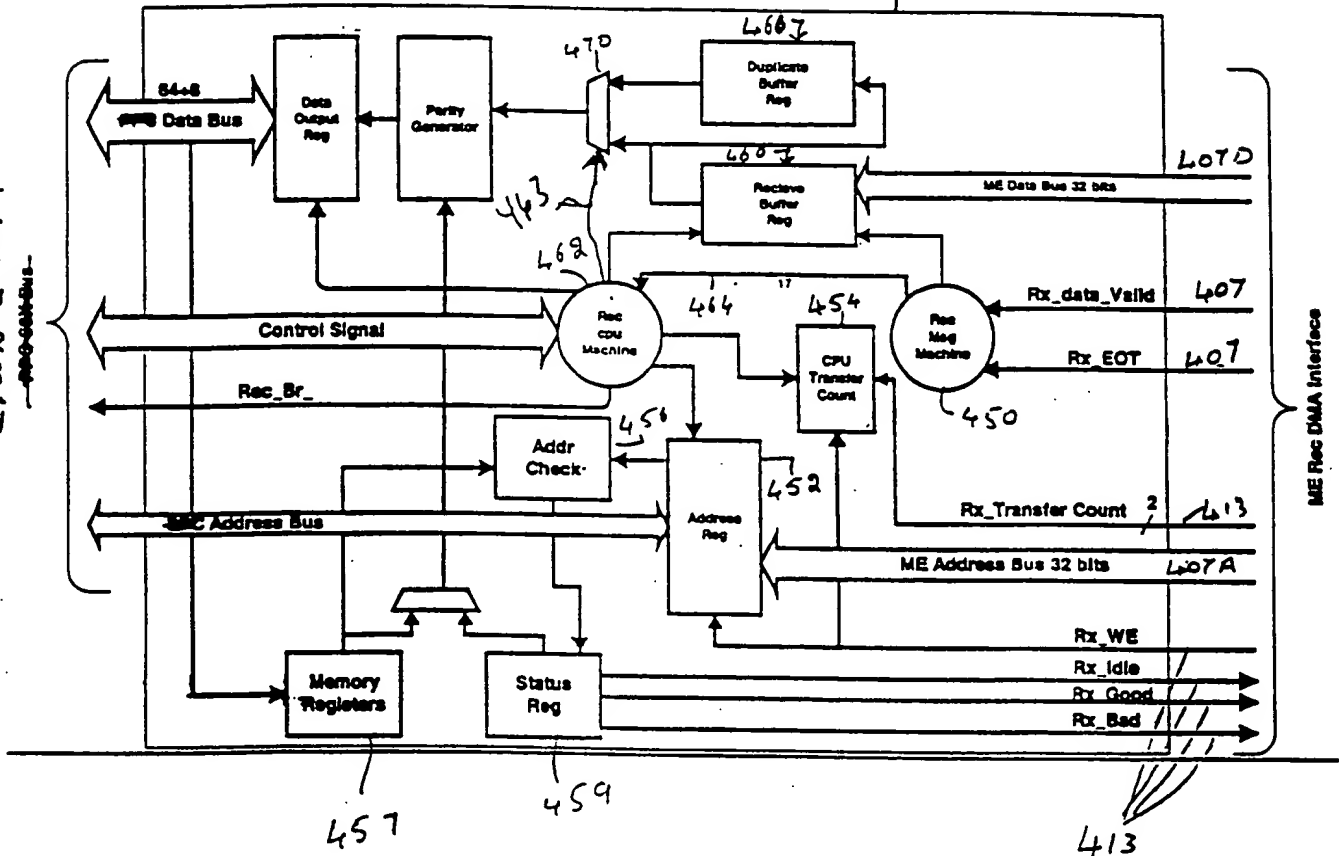 466
470
64+8
Data Bus
Data
Output
Reg
Parity
Generator
Duplicate
Buffer
Reg
460
Recieve
Buffer
Reg
ME Data Bus 32 bits
407D
463
462
464
17
454
Rec
CPU
Machine
Control Signal
CPU
Transfer
Count
Rec
Msg
Machine
Rx_data_Valid
407
Rx_EOT
407
450
Rec_Br_
Addr
Check
456
452
Address
Reg
Address Bus
Rx_Transfer Count
2
413
ME Address Bus 32 bits
407A
Rx_WE
Rx_Idle
Rx_Good
Rx_Bad
Memory
Registers
Status
Reg
457
459
413
ME Rec DMA Interface